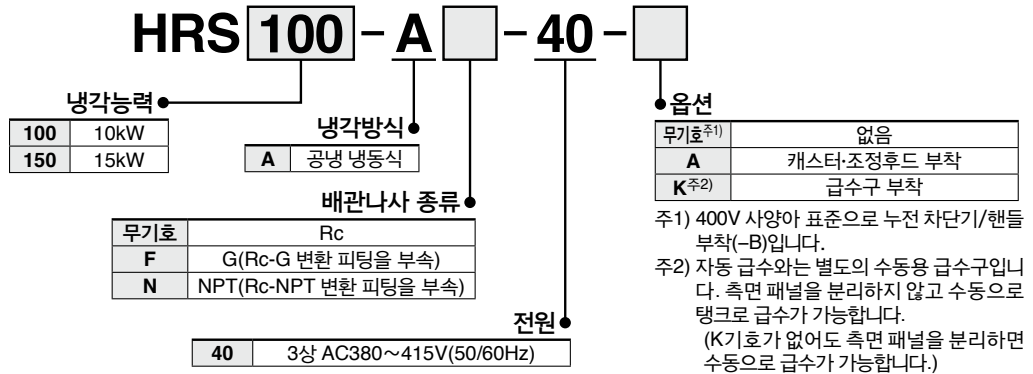 HRS 100 - A - 40 -
냉각능력
100 10kW
150 15kW
냉각방식
A 공냉 냉동식
배관나사 종류
무기호 Rc
F G(Rc-G 변환 피팅을 부속)
N NPT(Rc-NPT 변환 피팅을 부속)
전원
40 3상 AC380～415V(50/60Hz)
옵션
무기호주1) 없음
A 캐스터·조정후드 부착
K주2) 급수구 부착
주1) 400V 사양아 표준으로 누전 차단기/핸들
부착(-B)입니다.
주2) 자동 급수와는 별도의 수동용 급수구입니
다. 측면 패널을 분리하지 않고 수동으로
탱크로 급수가 가능합니다.
(K기호가 없어도 측면 패널을 분리하면
수동으로 급수가 가능합니다.)